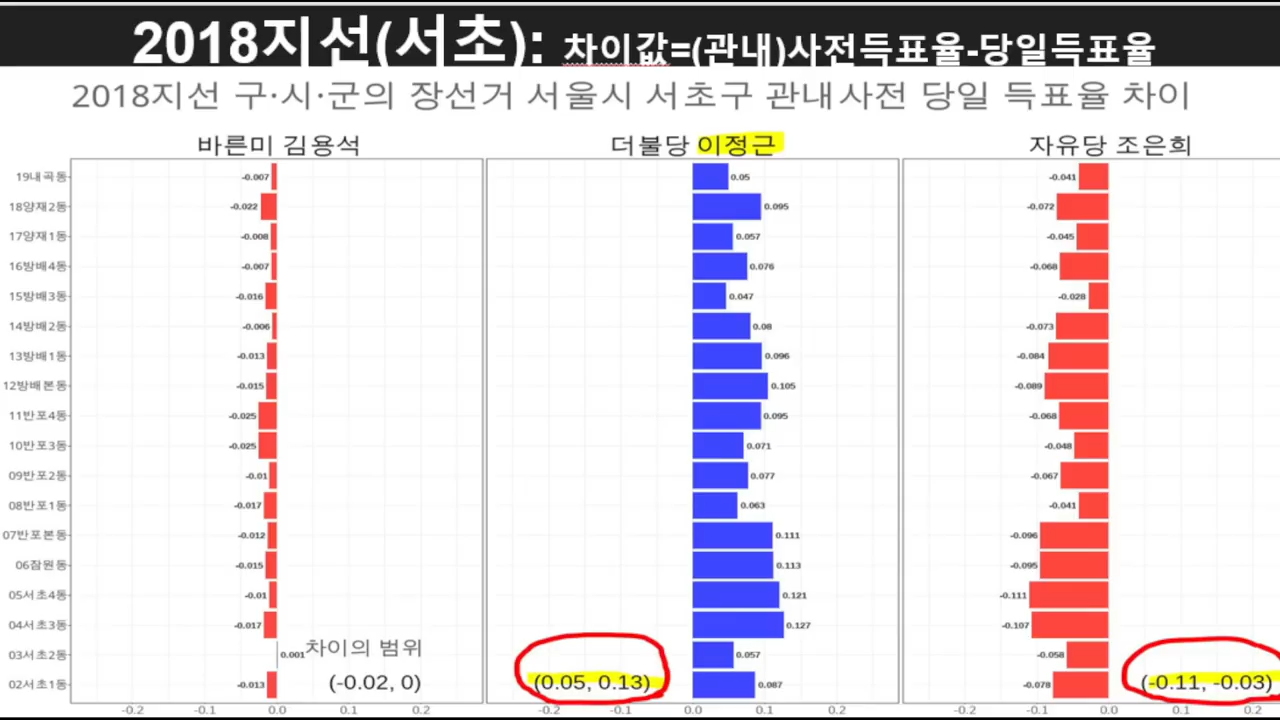 2018지선(서초): 차이값=(관내)사전득표율-당일득표율
2018지선 구·시·군의 장선거 서울시 서초구 관내사전 당일 득표율 차이
바른미 김용석 더불당 이정근 자유당 조은희
19내곡동 -0.007 0.05 -0.041
18양재2동 -0.022 0.095 -0.072
17양재1동 -0.008 0.057 -0.045
16방배4동 -0.007 0.076 -0.068
15방배3동 -0.016 0.047 -0.028
14방배2동 -0.006 0.08 -0.073
13방배1동 -0.013 0.096 -0.084
12방배본동 -0.015 0.105 -0.089
11반포4동 -0.025 0.095 -0.068
10반포3동 -0.025 0.071 -0.048
09반포2동 -0.01 0.077 -0.067
08반포1동 -0.017 0.063 -0.041
07반포본동 -0.012 0.111 -0.096
06잠원동 -0.015 0.113 -0.095
05서초4동 -0.01 0.121 -0.111
04서초3동 -0.017 0.127 -0.107
차이의 범위
03서초2동 0.001 0.057 -0.058
02서초1동 -0.013 (-0.02, 0) (0.05, 0.13) 0.087 -0.078 (-0.11, -0.03)
-0.2 -0.1 0.0 0.1 0.2 -0.2 -0.1 0.0 0.1 0.2 -0.2 -0.1 0.0 0.1 0.2